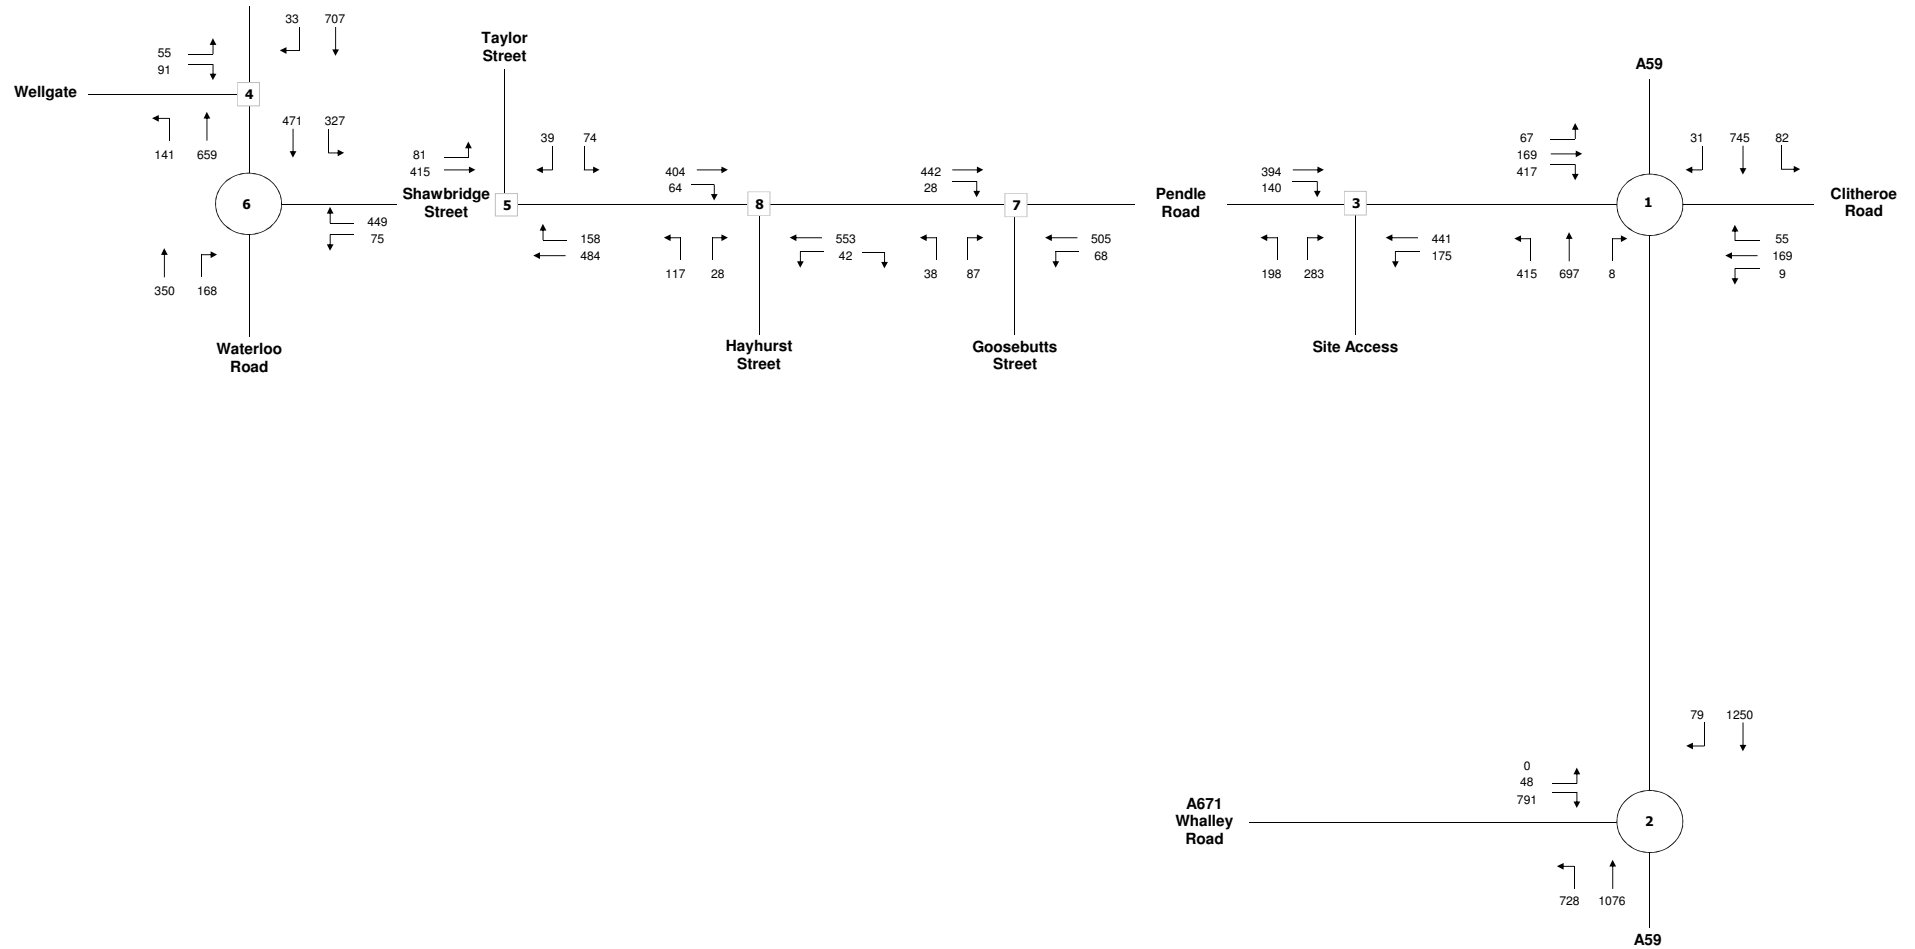 33 707
55
91
Wellgate
4
141 659
471 327
6
449
75
350 168
Waterloo
Road
Taylor
Street
81
415
39 74
Shawbridge
Street
5
158
484
404
64
8
117 28
553
42
Hayhurst
Street
442
28
7
38 87
505
68
Goosebutts
Street
Pendle
Road
394
140
3
198 283
441
175
Site Access
A59
67
169
417
31 745 82
1
Clitheroe
Road
415 697 8
55
169
9
79 1250
0
48
791
A671
Whalley
Road
2
728 1076
A59